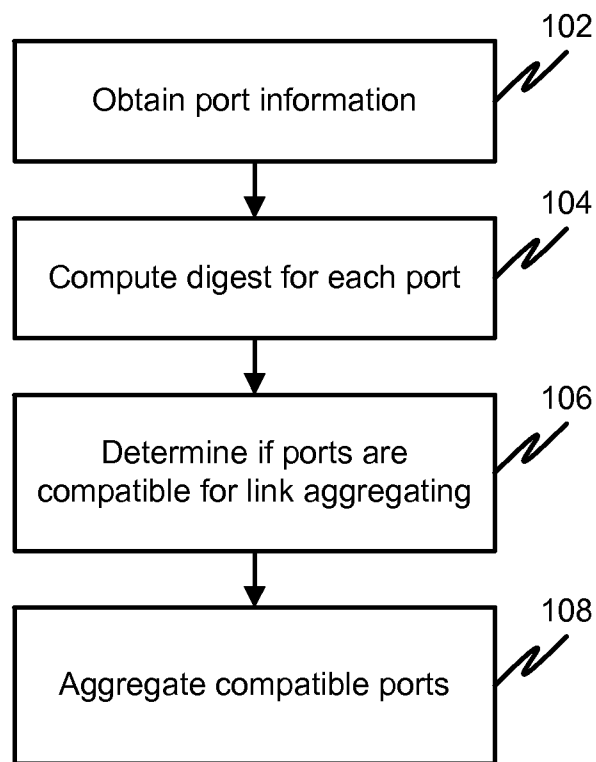 102
Obtain port information
104
Compute digest for each port
106
Determine if ports are
compatible for link aggregating
108
Aggregate compatible ports